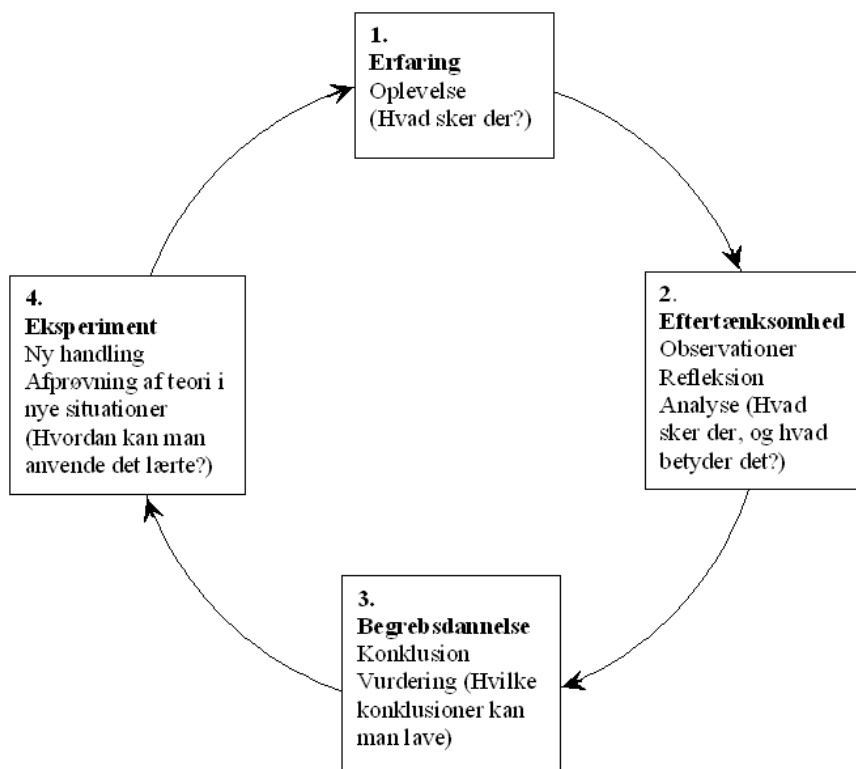 1.
Erfaring
Oplevelse
(Hvad sker der?)
2.
Eftertænksomhed
Observationer
Refleksion
Analyse (Hvad
sker der, og hvad
betyder det?)
3.
Begrebsdannelse
Konklusion
Vurdering (Hvilke
konklusioner kan
man lave)
4.
Eksperiment
Ny handling
Afprøvning af teori i
nye situationer
(Hvordan kan man
anvende det lærte?)